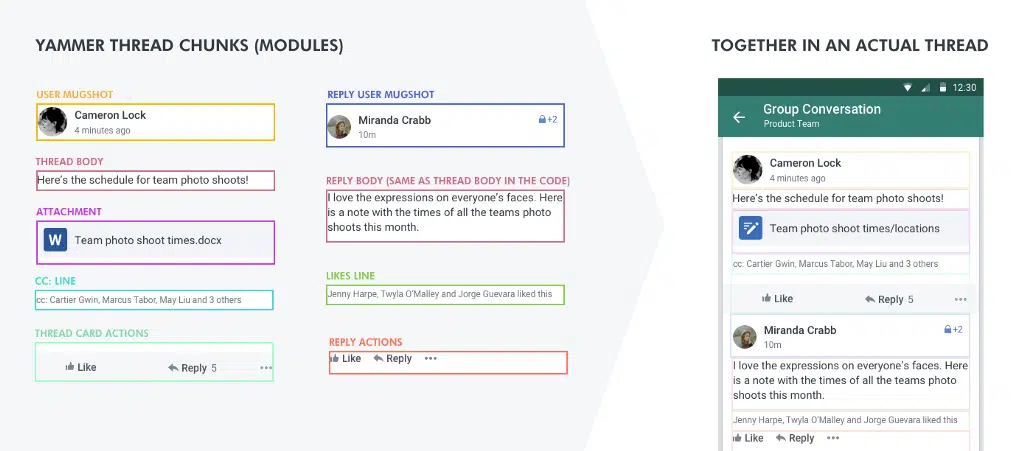 YAMMER THREAD CHUNKS (MODULES)
USER MUGSHOT
Cameron Lock
4 minutes ago
THREAD BODY
Here's the schedule for team photo shoots!
ATTACHMENT
W
Team photo shoot times.docx
CC: LINE
cc: Cartier Gwin, Marcus Tabor, May Liu and 3 others
THREAD CARD ACTIONS
Like
Reply 5
REPLY USER MUGSHOT
Miranda Crabb
+2
10m
REPLY BODY (SAME AS THREAD BODY IN THE CODE)
I love the expressions on everyone's faces. Here
is a note with the times of all the teams photo
shoots this month.
LIKES LINE
Jenny Harpe, Twyla O'Malley and Jorge Guevara liked this
REPLY ACTIONS
Like
Reply
TOGETHER IN AN ACTUAL THREAD
12:30
Group Conversation
Product Team
Cameron Lock
4 minutes ago
Here's the schedule for team photo shoots!
Team photo shoot times/locations
cc: Cartier Gwin, Marcus Tabor, May Liu and 3 others
Like
Reply 5
Miranda Crabb
+2
10m
I love the expressions on everyone's faces. Here
is a note with the times of all the teams photo
shoots this month.
Jenny Harpe, Twyla O'Malley and Jorge Guevara liked this
Like
Reply